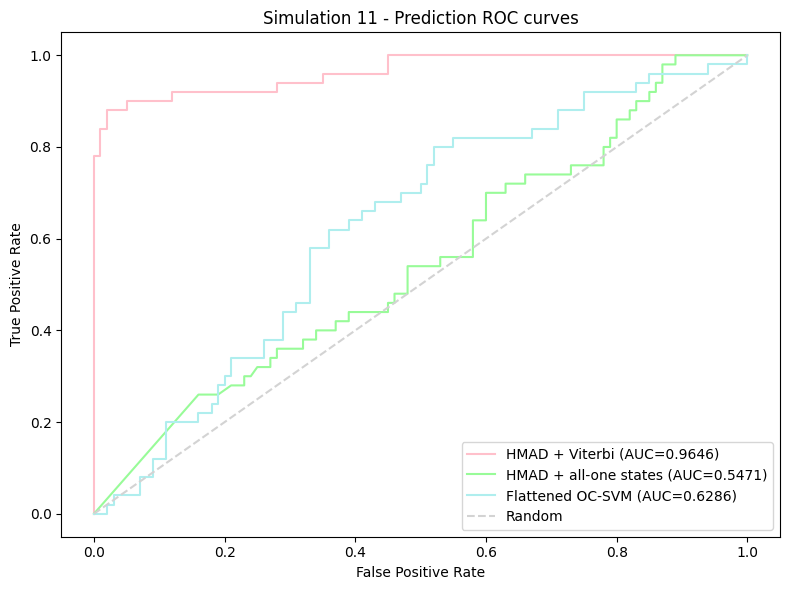 Simulation 11 - Prediction ROC curves
True Positive Rate
1.0
0.8
0.6
0.4
0.2
0.0
HMAD + Viterbi (AUC=0.9646)
HMAD + all-one states (AUC=0.5471)
Flattened OC-SVM (AUC=0.6286)
Random
0.0 0.2 0.4 0.6 0.8 1.0
False Positive Rate